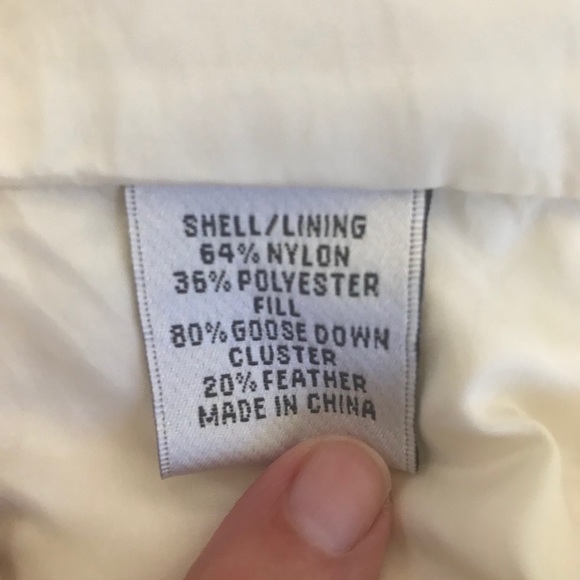 SHELL/LINING
64% NYLON
36% POLYESTER
FILL
80% GOOSE DOWN
CLUSTER
20% FEATHER
MADE IN CHINA